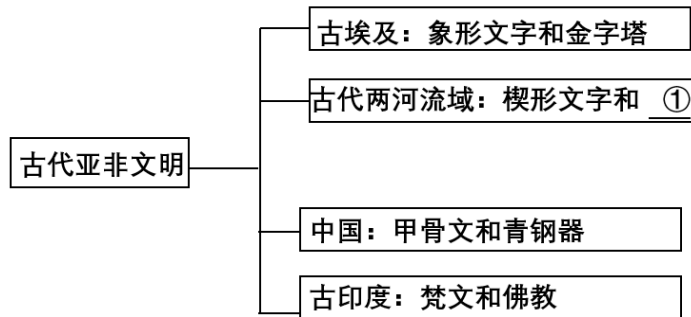 古埃及：象形文字和金字塔
古代两河流域：楔形文字和 ①
古代亚非文明
中国：甲骨文和青钢器
古印度：梵文和佛教